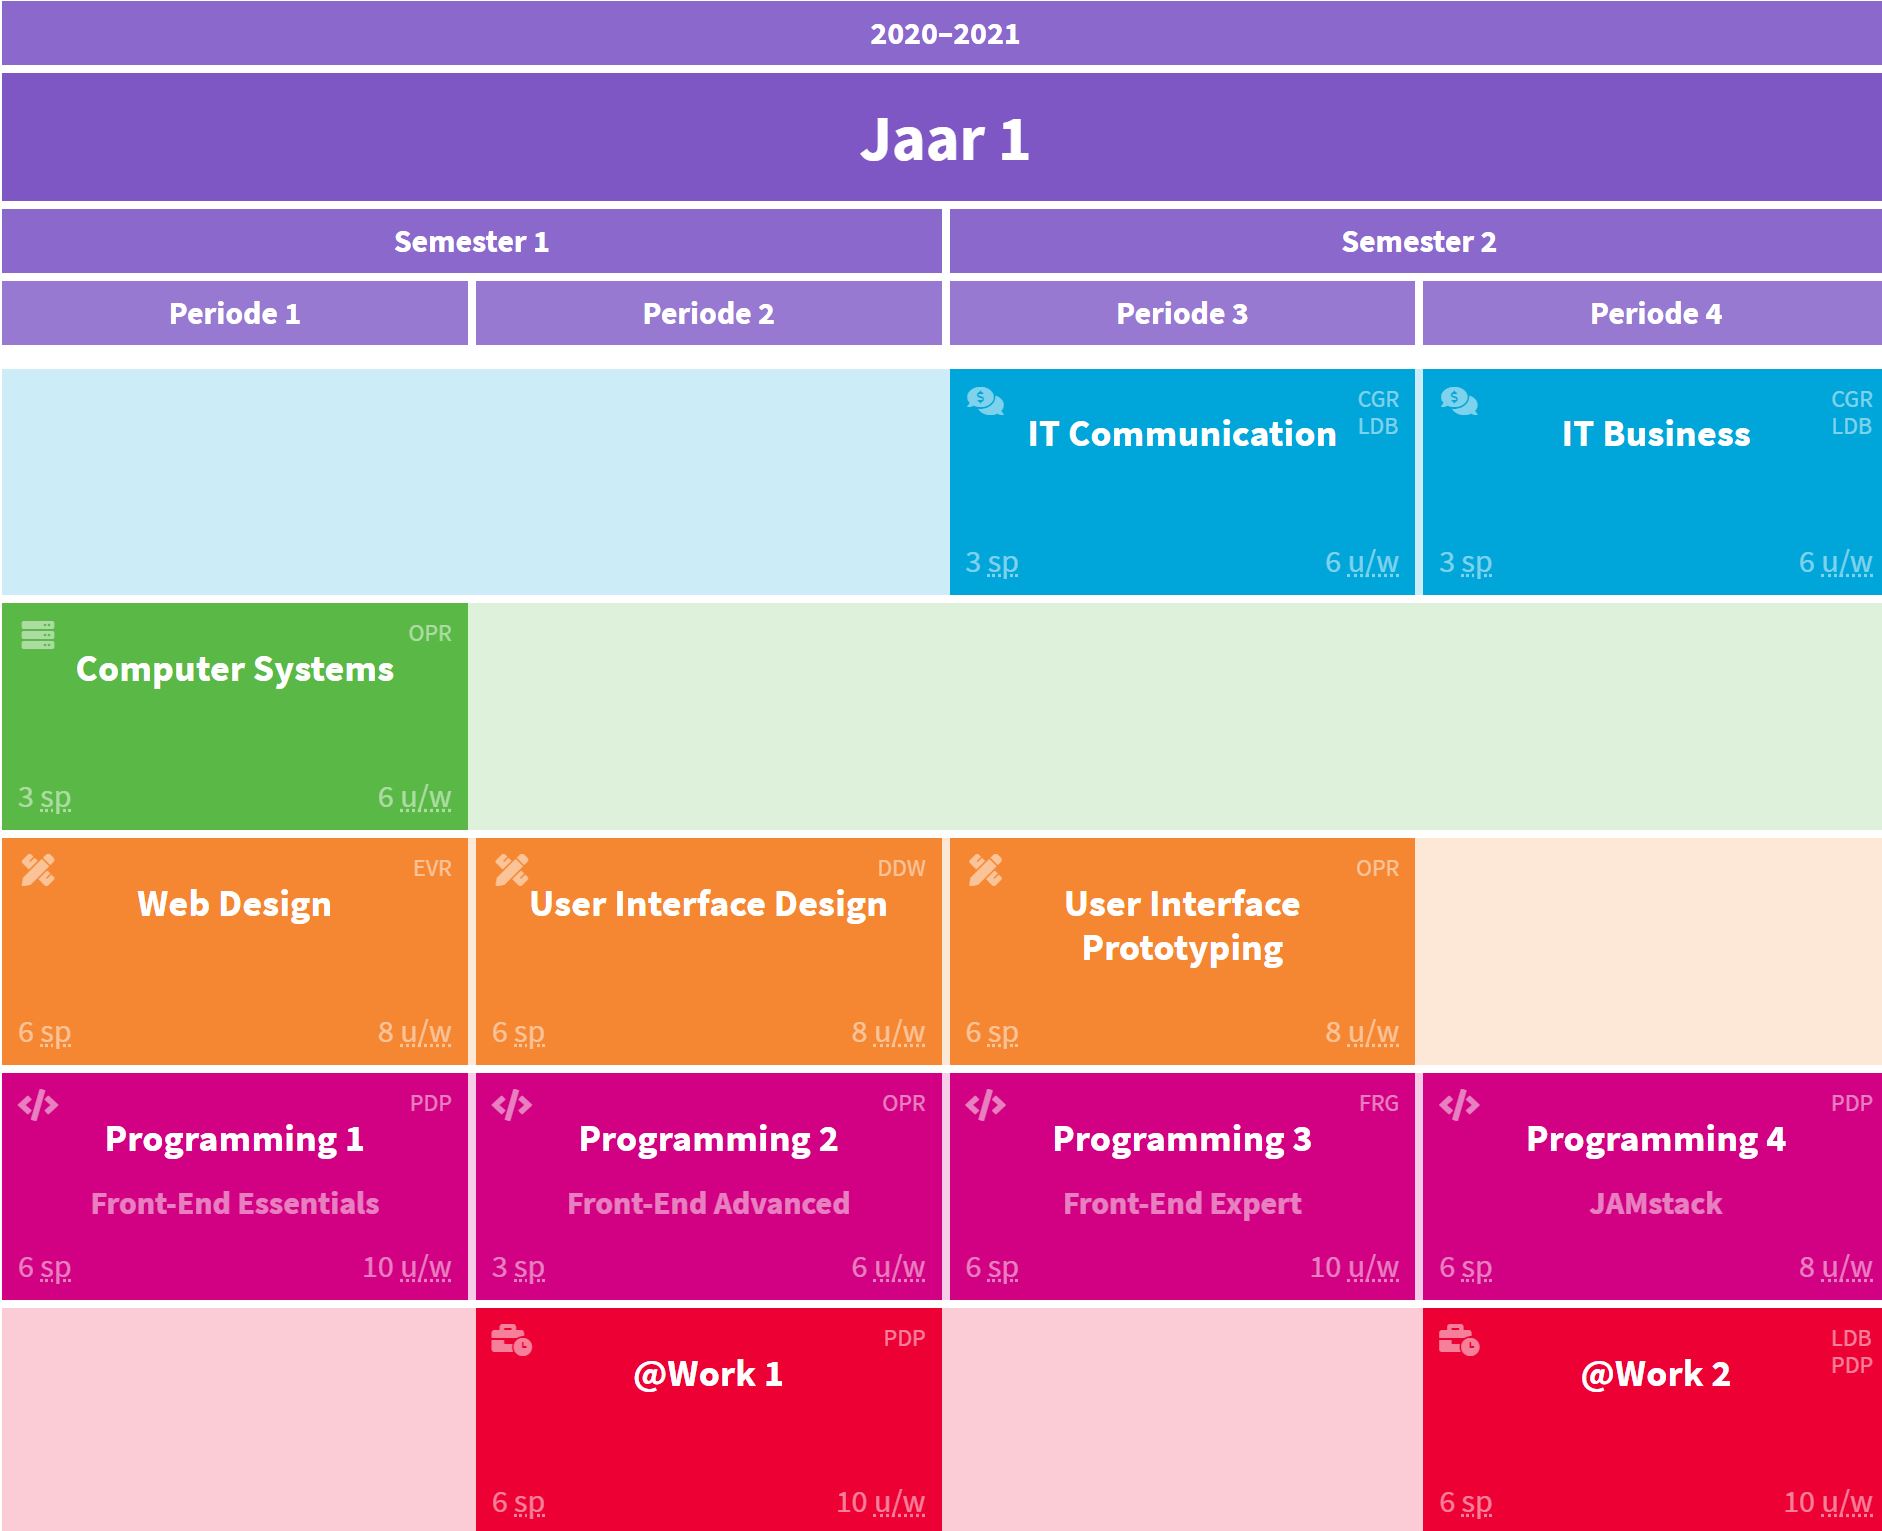 2020–2021
Jaar 1
Semester 1
Semester 2
Periode 1
Periode 2
Periode 3
Periode 4
IT Communication
CGR
LDB
3 sp
6 u/w
IT Business
CGR
LDB
3 sp
6 u/w
Computer Systems
OPR
3 sp
6 u/w
Web Design
EVR
6 sp
8 u/w
User Interface Design
DDW
6 sp
8 u/w
User Interface
Prototyping
OPR
6 sp
8 u/w
Programming 1
PDP
Front-End Essentials
6 sp
10 u/w
Programming 2
OPR
Front-End Advanced
3 sp
6 u/w
Programming 3
FRG
Front-End Expert
6 sp
10 u/w
Programming 4
PDP
JAMstack
6 sp
8 u/w
@Work 1
PDP
6 sp
10 u/w
@Work 2
LDB
PDP
6 sp
10 u/w